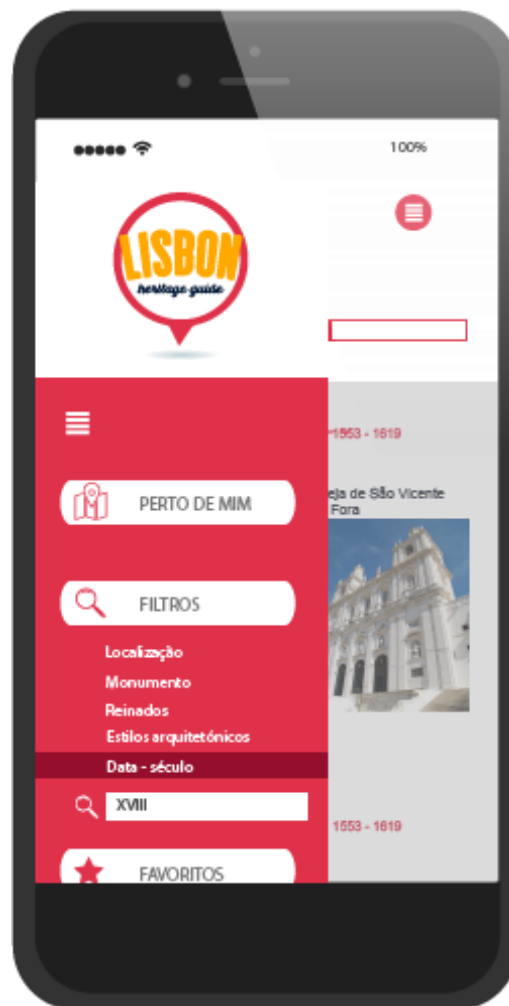 100%
LISBON
heritage guide
1553 - 1619
PERTO DE MIM
eja de São Vicente
Fora
FILTROS
Localização
Monumento
Reinados
Estilos arquitetónicos
Data - século
XVIII
1553 - 1619
FAVORITOS